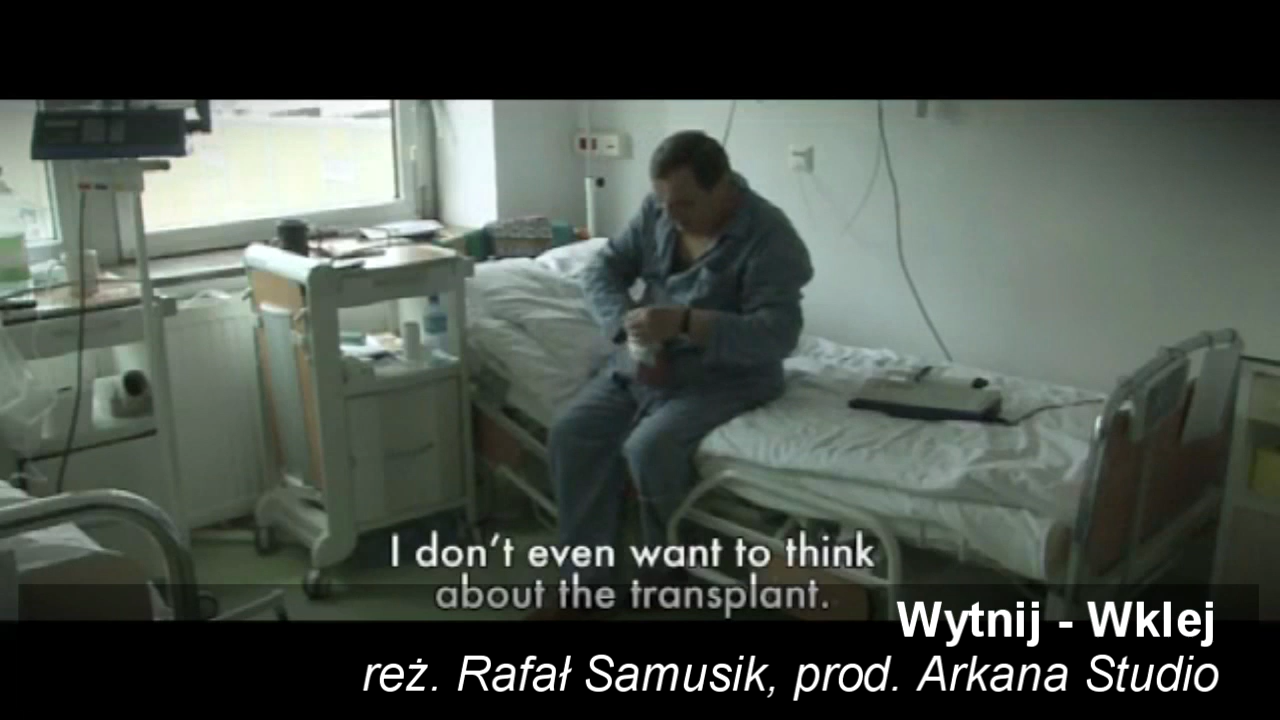 I don't even want to think
about the transplant.
Wytnij - Wklej
reż. Rafał Samusik, prod. Arkana Studio